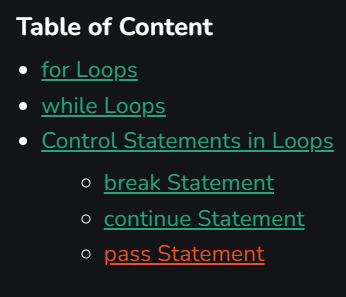 Table of Content
for Loops
while Loops
Control Statements in Loops
break Statement
continue Statement
pass Statement